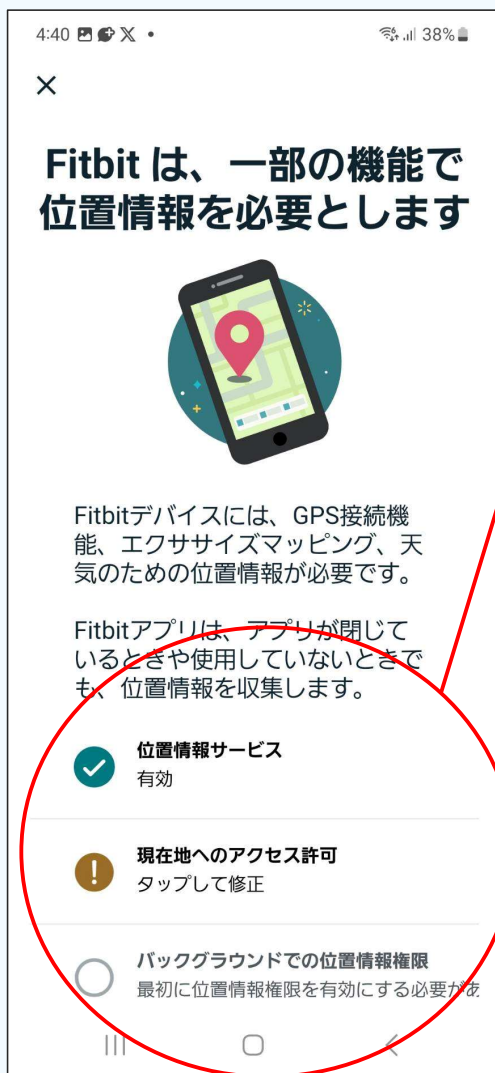 4:40
38%
Fitbit は、一部の機能で
位置情報を必要とします
Fitbitデバイスには、GPS接続機
能、エクササイズマッピング、天
気のための位置情報が必要です。
Fitbitアプリは、アプリが閉じて
いるときや使用していないときで
も、位置情報を収集します。
位置情報サービス
有効
現在地へのアクセス許可
タップして修正
バックグラウンドでの位置情報権限
最初に位置情報権限を有効にする必要があ